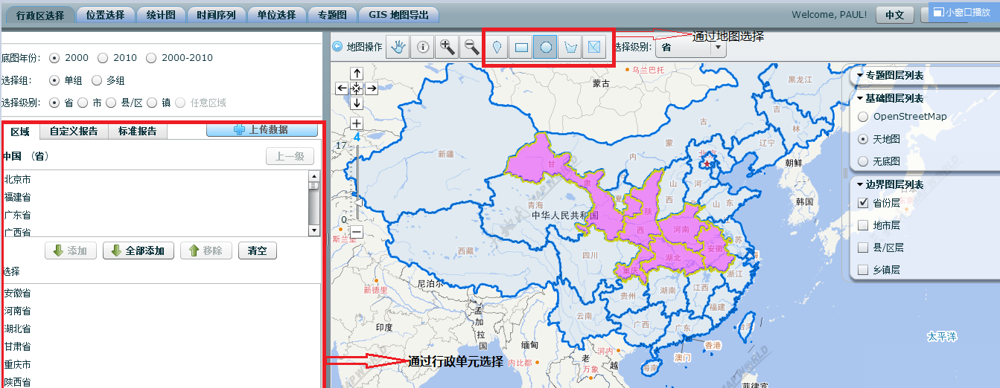 行政区选择
位置选择
统计图
时间序列
单位选择
专题图
GIS 地图导出
Welcome, PAUL!
中文
小窗口播放
底图年份:
2000
2010
2000-2010
选择组:
单组
多组
选择级别:
省
市
县/区
镇
任意区域
地图操作
通过地图选择
选择级别:
省
区域
自定义报告
标准报告
上传数据
中国 （省）
上一级
北京市
福建省
广东省
广西省
添加
全部添加
移除
清空
选择
安徽省
河南省
湖北省
甘肃省
重庆市
陕西省
通过行政单元选择
4
17
0
专题图层列表
基础图层列表
OpenStreetMap
天地图
无底图
边界图层列表
省份层
地市层
县/区层
乡镇层
乌兰巴托
蒙古
黑龙江
吉
林
辽宁
新疆
内
蒙
古
甘
肃
北京
朝鲜
韩国
山
西
河
山
东
青海
夏
陕
西
中华人民共和国
河南
西藏
四川
湖北
安徽
苏
重庆
浙江
湖南
江西
贵州
福建
云南
广西
广东
台湾
香港
澳门
海南
斯兰堡
新德里
尼泊尔
孟
加
拉
国
印度
缅甸
内比都
河内
老
万象
越
菲律宾
日本
东京
太平洋
MAPWORLD